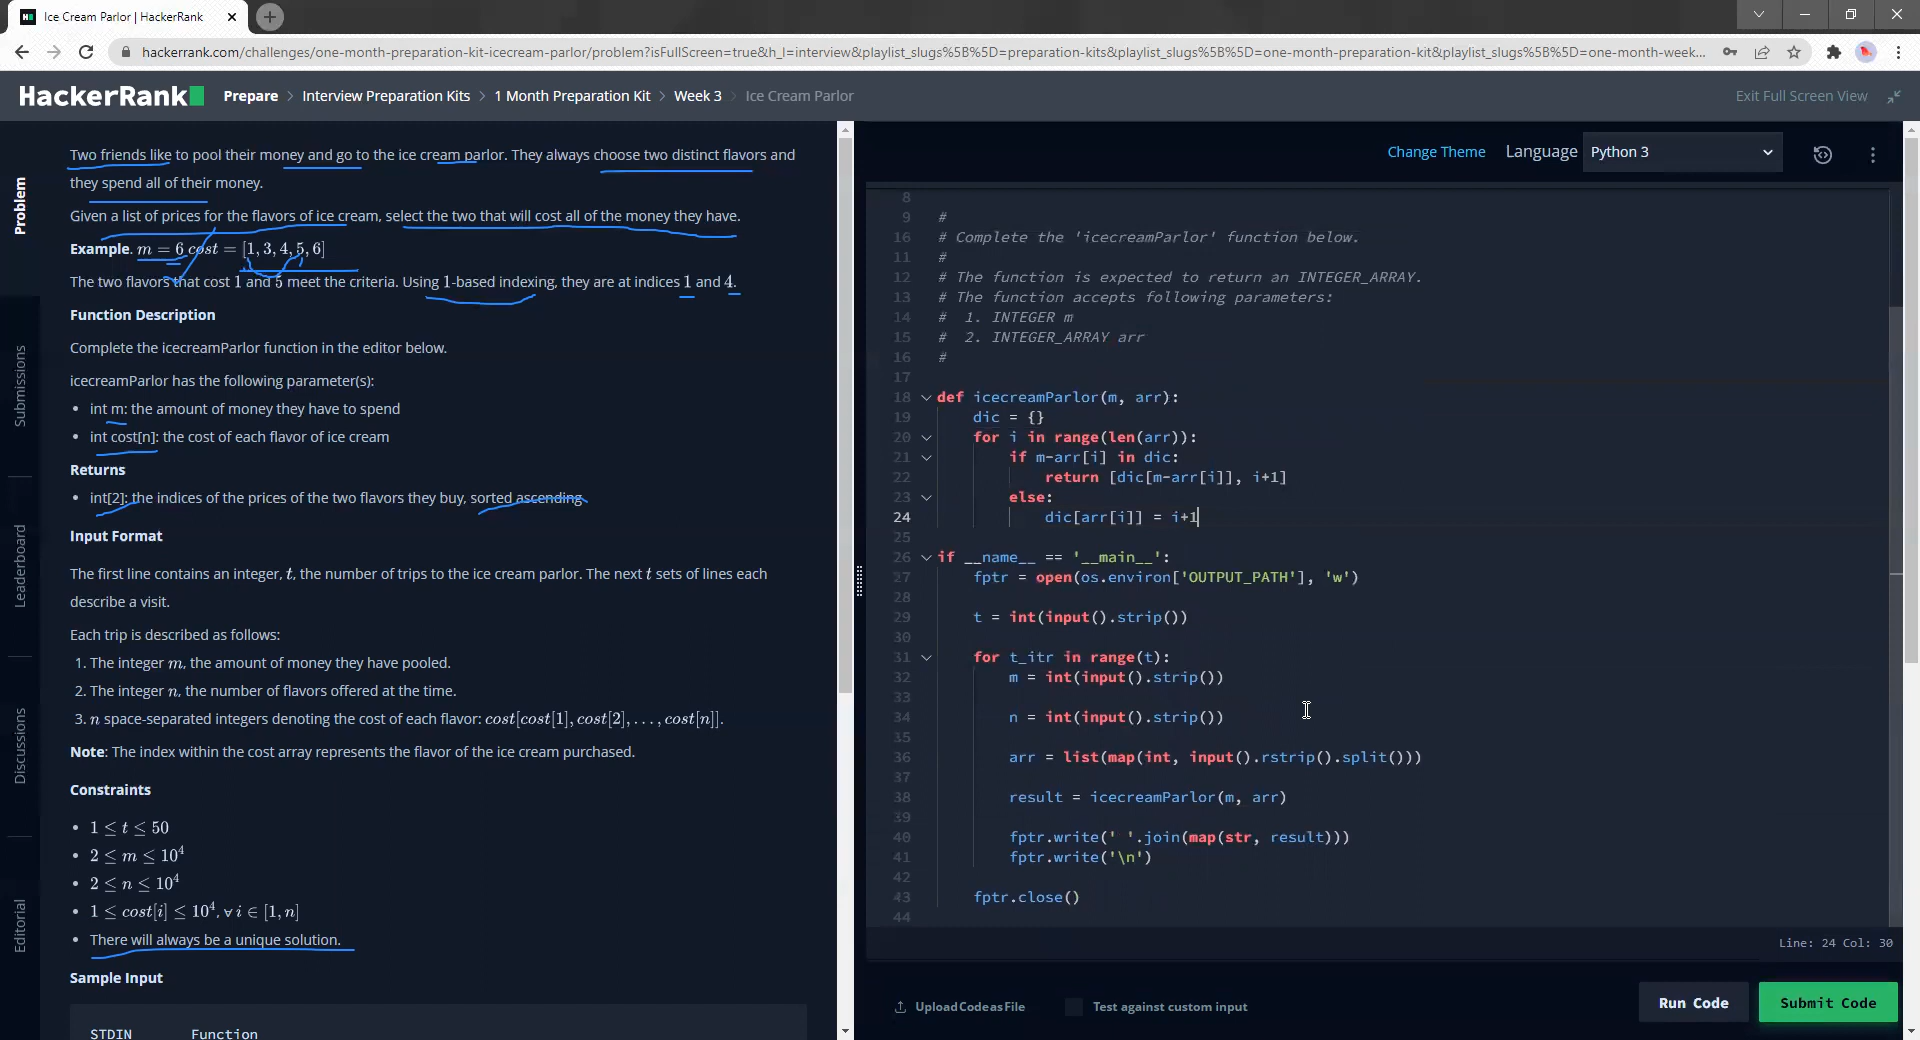 Ice Cream Parlor | HackerRank
hackerrank.com/challenges/one-month-preparation-kit-icecream-parlor/problem?isFullScreen=true&h_l=interview&playlist_slugs%5B%5D=preparation-kits&playlist_slugs%5B%5D=one-month-preparation-kit&playlist_slugs%5B%5D=one-month-week...
HackerRank Prepare > Interview Preparation Kits > 1 Month Preparation Kit > Week 3 > Ice Cream Parlor Exit Full Screen View
Problem
Submissions
Leaderboard
Discussions
Editorial
Two friends like to pool their money and go to the ice cream parlor. They always choose two distinct flavors and
they spend all of their money.
Given a list of prices for the flavors of ice cream, select the two that will cost all of the money they have.
Example. m = 6 cost = [1, 3, 4, 5, 6]
The two flavors that cost 1 and 5 meet the criteria. Using 1-based indexing, they are at indices 1 and 4.
Function Description
Complete the icecreamParlor function in the editor below.
icecreamParlor has the following parameter(s):
• int m: the amount of money they have to spend
• int cost[n]: the cost of each flavor of ice cream
Returns
• int[2]: the indices of the prices of the two flavors they buy, sorted ascending
Input Format
The first line contains an integer, t, the number of trips to the ice cream parlor. The next t sets of lines each
describe a visit.
Each trip is described as follows:
1. The integer m, the amount of money they have pooled.
2. The integer n, the number of flavors offered at the time.
3. n space-separated integers denoting the cost of each flavor: cost[cost[1], cost[2], . . . , cost[n]].
Note: The index within the cost array represents the flavor of the ice cream purchased.
Constraints
• 1 ≤ t ≤ 50
• 2 ≤ m ≤ 10⁴
• 2 ≤ n ≤ 10⁴
• 1 ≤ cost[i] ≤ 10⁴, ∀ i ∈ [1, n]
• There will always be a unique solution.
Sample Input
STDIN Function
Change Theme Language Python 3
8
9 #
16 # Complete the 'icecreamParlor' function below.
11 #
12 # The function is expected to return an INTEGER_ARRAY.
13 # The function accepts following parameters:
14 #  1. INTEGER m
15 #  2. INTEGER_ARRAY arr
16 #
17
18 def icecreamParlor(m, arr):
19     dic = {}
20     for i in range(len(arr)):
21         if m-arr[i] in dic:
22             return [dic[m-arr[i]], i+1]
23         else:
24             dic[arr[i]] = i+1
25
26 if __name__ == '__main__':
27     fptr = open(os.environ['OUTPUT_PATH'], 'w')
28
29     t = int(input().strip())
30
31     for t_itr in range(t):
32         m = int(input().strip())
33
34         n = int(input().strip())
35
36         arr = list(map(int, input().rstrip().split()))
37
38         result = icecreamParlor(m, arr)
39
40         fptr.write(' '.join(map(str, result)))
41         fptr.write('\n')
42
43     fptr.close()
44
Line: 24 Col: 30
Upload Code as File Test against custom input Run Code Submit Code